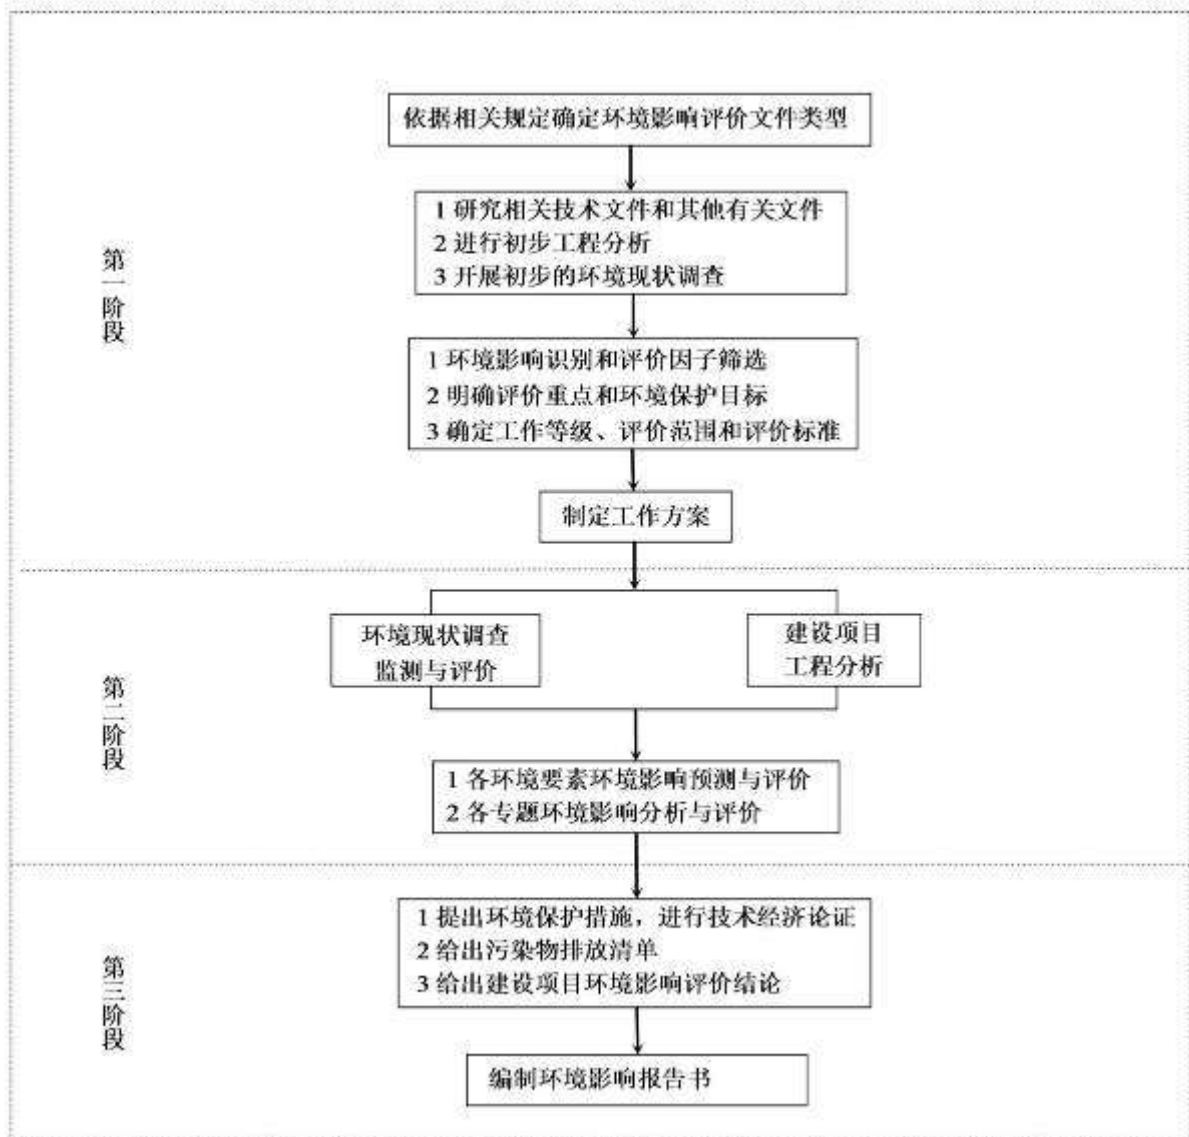 依据相关规定确定环境影响评价文件类型
1 研究相关技术文件和其他有关文件
2 进行初步工程分析
3 开展初步的环境现状调查
第一阶段
1 环境影响识别和评价因子筛选
2 明确评价重点和环境保护目标
3 确定工作等级、评价范围和评价标准
制定工作方案
环境现状调查
监测与评价
建设项目
工程分析
第二阶段
1 各环境要素环境影响预测与评价
2 各专题环境影响分析与评价
1 提出环境保护措施，进行技术经济论证
2 给出污染物排放清单
3 给出建设项目环境影响评价结论
第三阶段
编制环境影响报告书